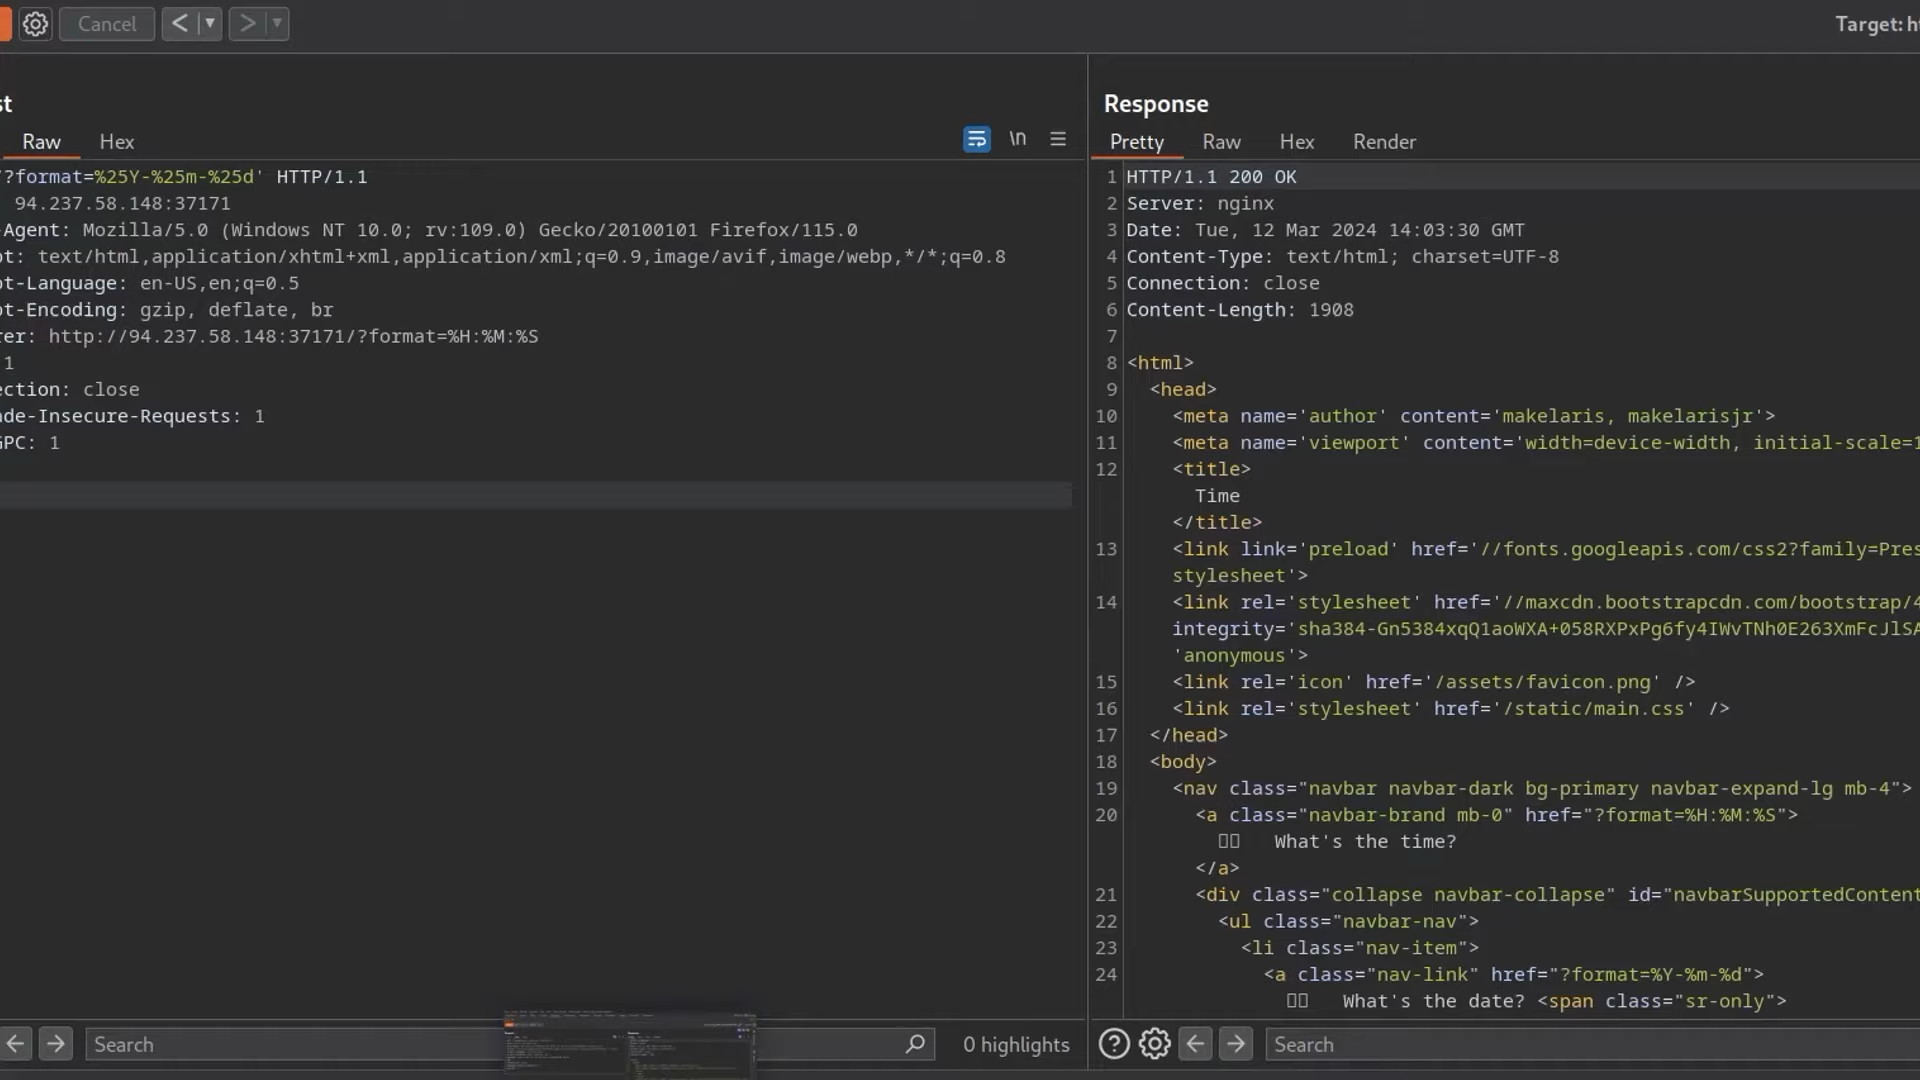 Cancel
Target: h
st
Raw Hex
\n
/?format=%25Y-%25m-%25d' HTTP/1.1
94.237.58.148:37171
-Agent: Mozilla/5.0 (Windows NT 10.0; rv:109.0) Gecko/20100101 Firefox/115.0
pt: text/html,application/xhtml+xml,application/xml;q=0.9,image/avif,image/webp,*/*;q=0.8
pt-Language: en-US,en;q=0.5
pt-Encoding: gzip, deflate, br
rer: http://94.237.58.148:37171/?format=%H:%M:%S
1
ection: close
ade-Insecure-Requests: 1
GPC: 1
Search
0 highlights
Response
Pretty Raw Hex Render
1 HTTP/1.1 200 OK
2 Server: nginx
3 Date: Tue, 12 Mar 2024 14:03:30 GMT
4 Content-Type: text/html; charset=UTF-8
5 Connection: close
6 Content-Length: 1908
7
8 <html>
9 <head>
10 <meta name='author' content='makelaris, makelarisjr'>
11 <meta name='viewport' content='width=device-width, initial-scale=1
12 <title>
Time
</title>
13 <link link='preload' href='//fonts.googleapis.com/css2?family=Pres
stylesheet'>
14 <link rel='stylesheet' href='//maxcdn.bootstrapcdn.com/bootstrap/4
integrity='sha384-Gn5384xqQ1aoWXA+058RXPxPg6fy4IWvTNh0E263XmFcJlSA
'anonymous'>
15 <link rel='icon' href='/assets/favicon.png' />
16 <link rel='stylesheet' href='/static/main.css' />
17 </head>
18 <body>
19 <nav class="navbar navbar-dark bg-primary navbar-expand-lg mb-4">
20 <a class="navbar-brand mb-0" href="?format=%H:%M:%S">
What's the time?
</a>
21 <div class="collapse navbar-collapse" id="navbarSupportedContent
22 <ul class="navbar-nav">
23 <li class="nav-item">
24 <a class="nav-link" href="?format=%Y-%m-%d">
What's the date? <span class="sr-only">
Search